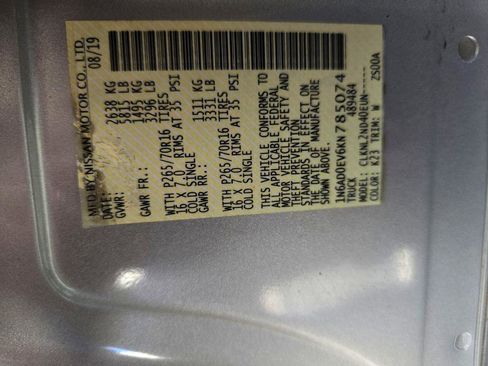 MFD BY NISSAN MOTOR CO., LTD.
DATE: 08/19
GVWR: 2638 KG
5815 LB
GAWR FR.: 1495 KG
3296 LB
WITH P265/70R16 TIRES
16 X 7.0 RIMS AT 35 PSI
COLD SINGLE
GAWR RR.: 1511 KG
3331 LB
WITH P265/70R16 TIRES
16 X 7.0 RIMS AT 35 PSI
COLD SINGLE
THIS VEHICLE CONFORMS TO
ALL APPLICABLE FEDERAL
MOTOR VEHICLE SAFETY AND
THEFT PREVENTION
STANDARDS IN EFFECT ON
THE DATE OF MANUFACTURE
SHOWN ABOVE.
1N6AD0EV6KN785074
TRUCK 489484
MODEL: CLLNL2ND40EUN------
COLOR: K23 TRIM: W 2S00A